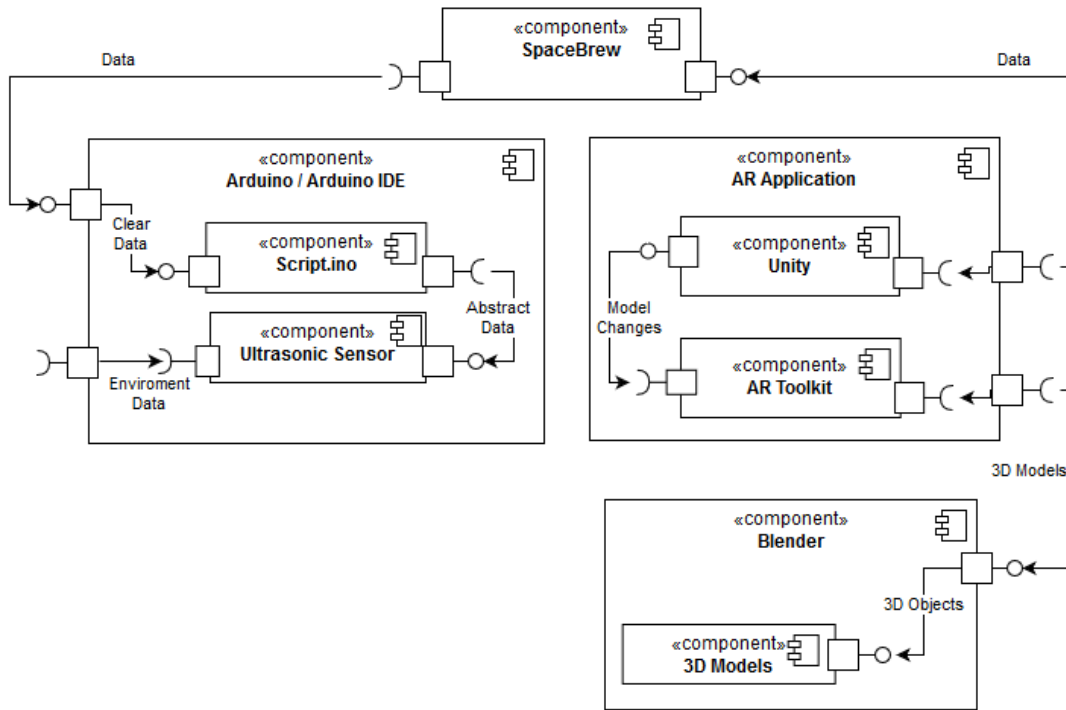 «component»
SpaceBrew
Data
Data
«component»
Arduino / Arduino IDE
Clear
Data
«component»
Script.ino
Abstract
Data
«component»
Ultrasonic Sensor
Enviroment
Data
«component»
AR Application
«component»
Unity
Model
Changes
«component»
AR Toolkit
3D Models
«component»
Blender
3D Objects
«component»
3D Models